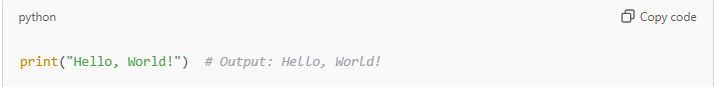 python
Copy code
print("Hello, World!")  # Output: Hello, World!